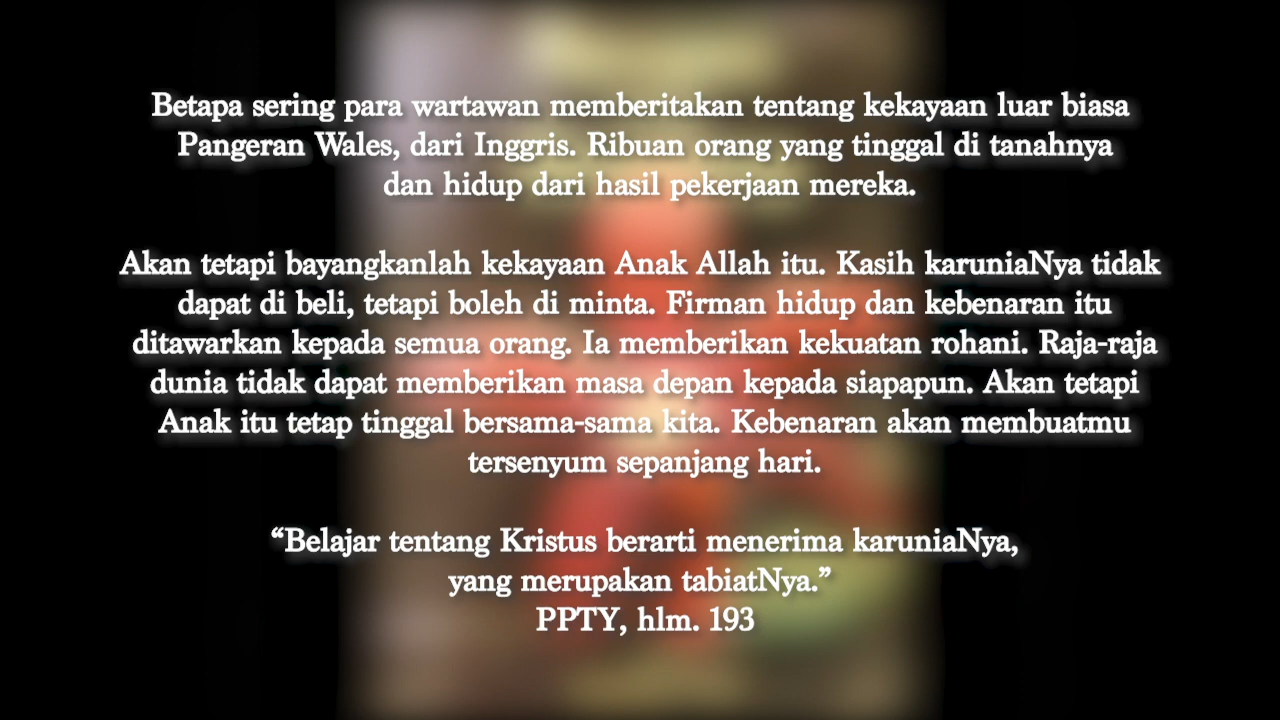 Betapa sering para wartawan memberitakan tentang kekayaan luar biasa
Pangeran Wales, dari Inggris. Ribuan orang yang tinggal di tanahnya
dan hidup dari hasil pekerjaan mereka.
Akan tetapi bayangkanlah kekayaan Anak Allah itu. Kasih karuniaNya tidak
dapat di beli, tetapi boleh di minta. Firman hidup dan kebenaran itu
ditawarkan kepada semua orang. Ia memberikan kekuatan rohani. Raja-raja
dunia tidak dapat memberikan masa depan kepada siapapun. Akan tetapi
Anak itu tetap tinggal bersama-sama kita. Kebenaran akan membuatmu
tersenyum sepanjang hari.
“Belajar tentang Kristus berarti menerima karuniaNya,
yang merupakan tabiatNya.”
PPTY, hlm. 193